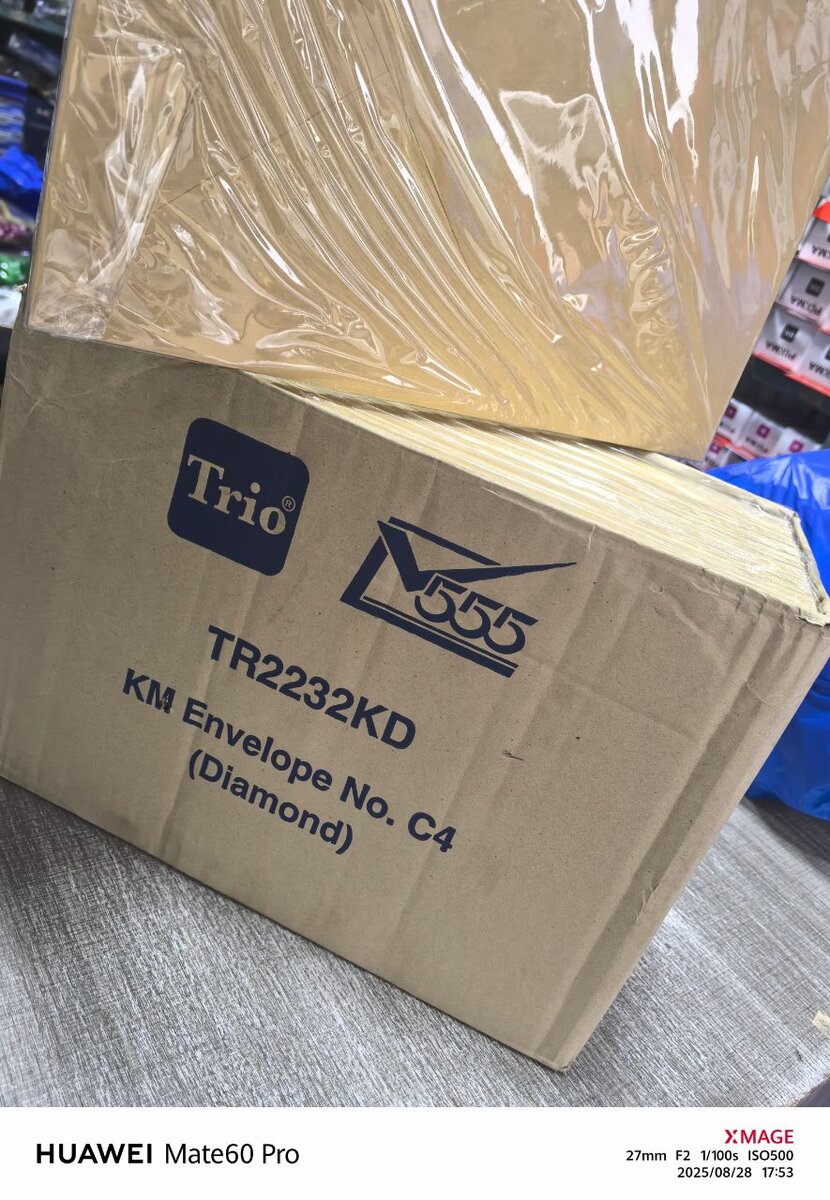 Trio®
555
TR2232KD
KM Envelope No. C4
(Diamond)
PIXMA
HUAWEI Mate60 Pro
XMAGE
27mm F2 1/100s ISO500
2025/08/28 17:53